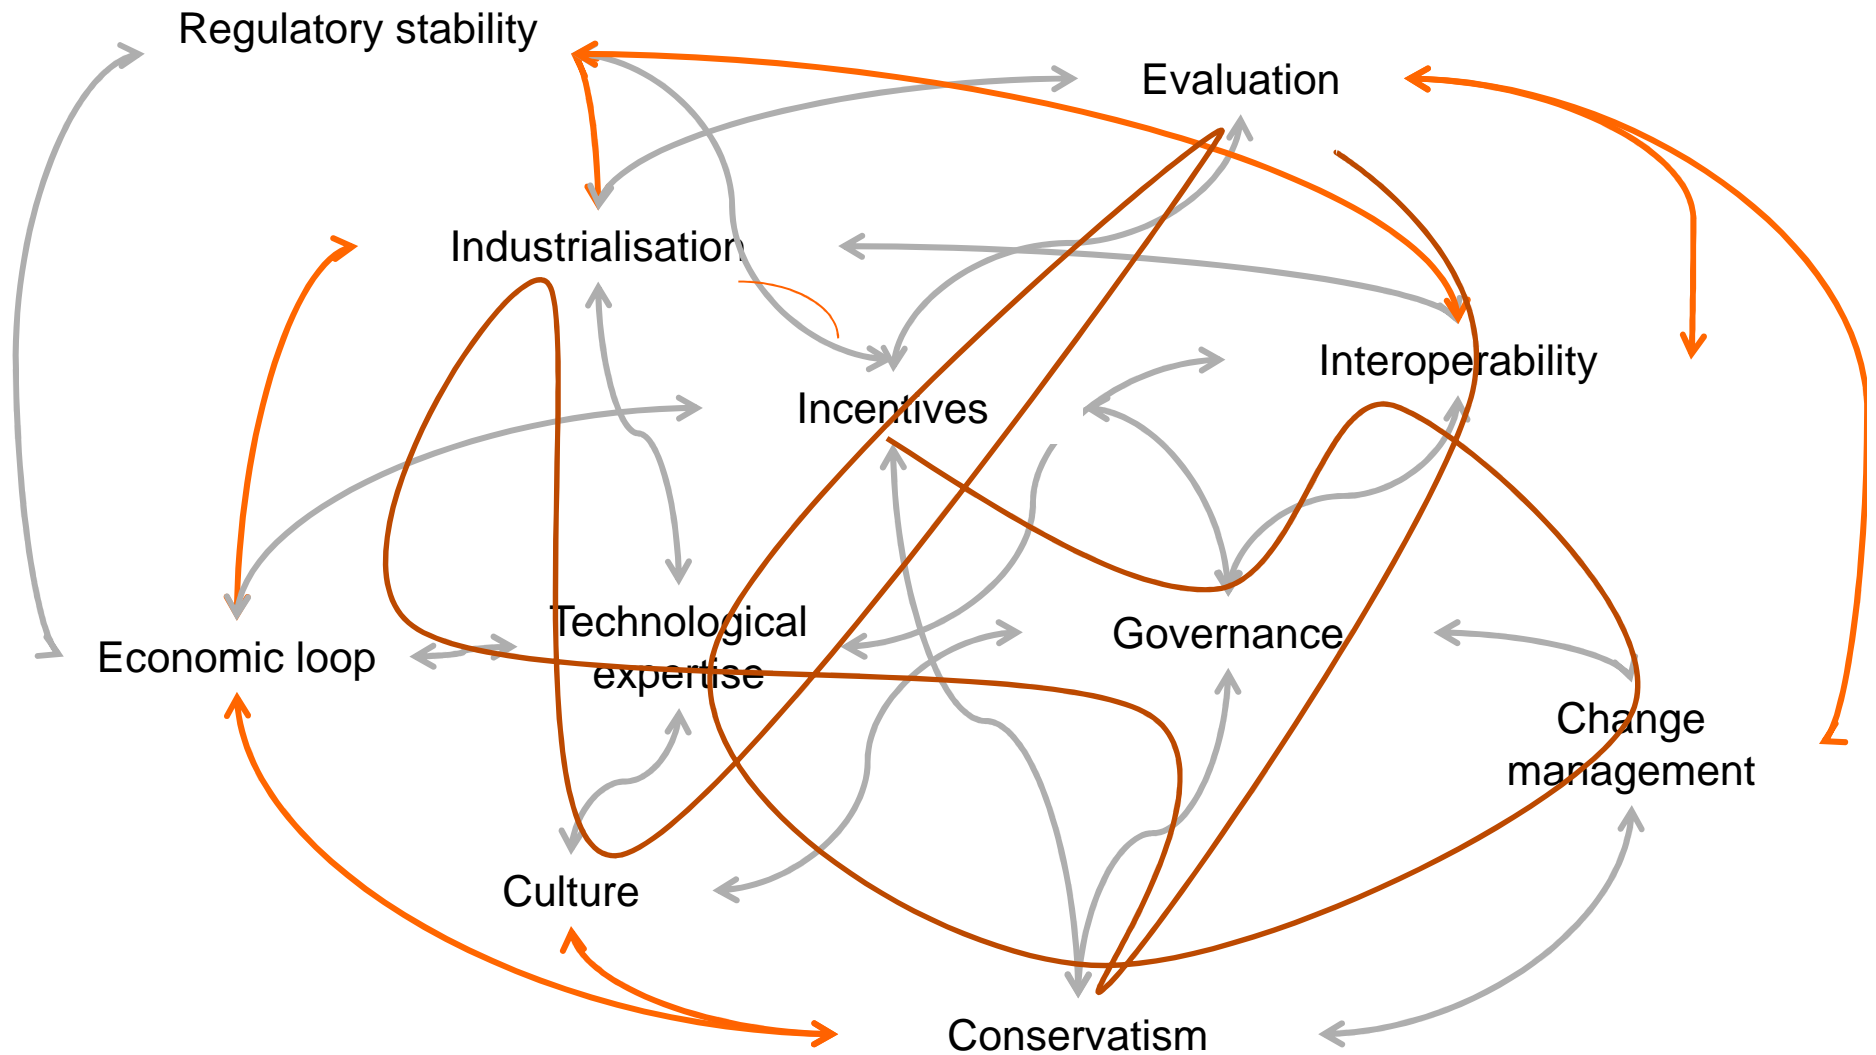 Regulatory stability
Evaluation
Industrialisation
Interoperability
Incentives
Technological
expertise
Governance
Economic loop
Change
management
Culture
Conservatism